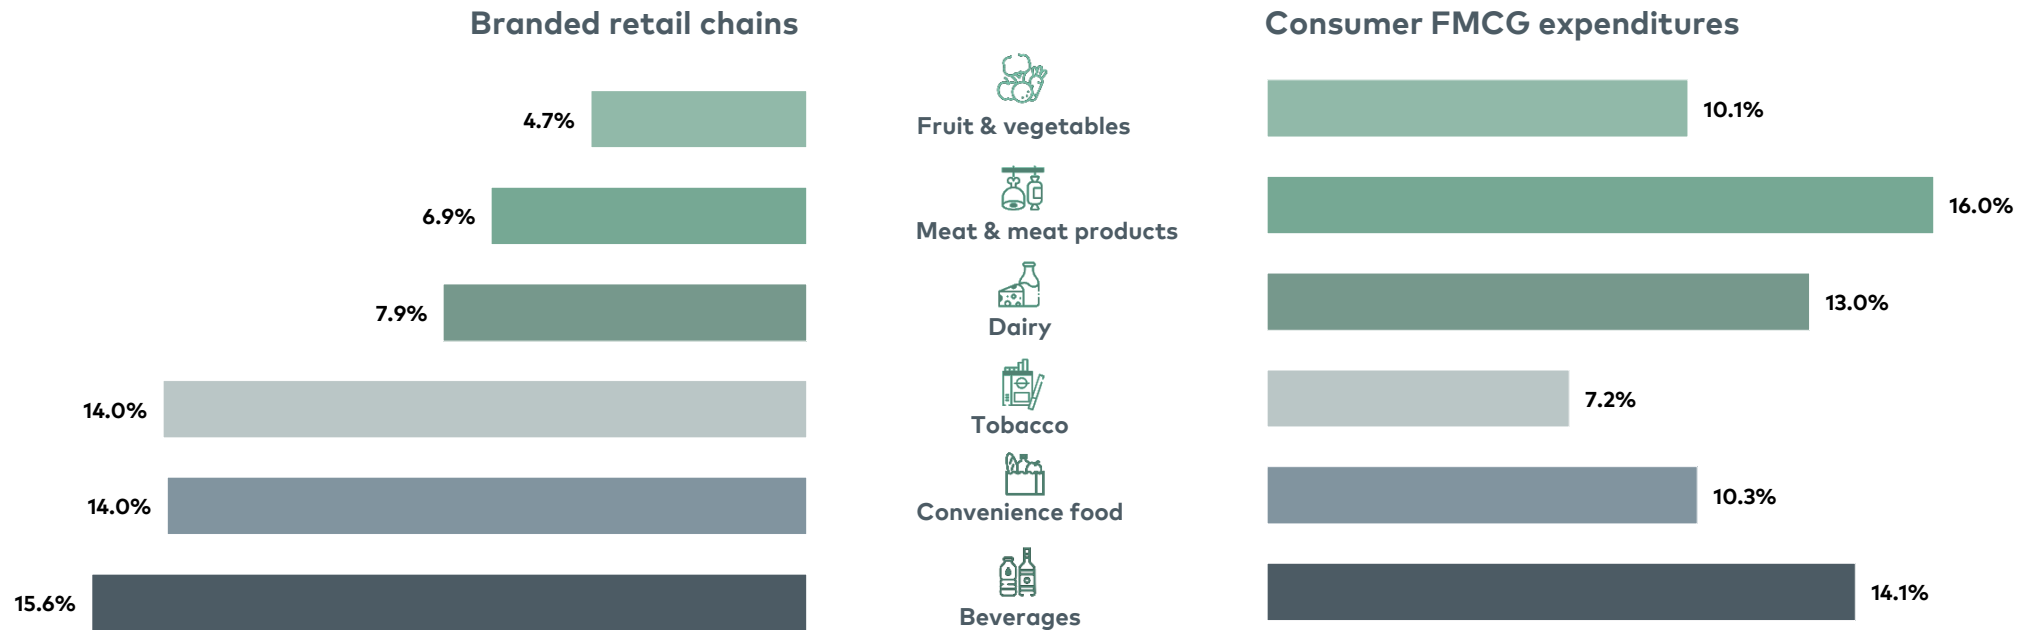 Branded retail chains
Consumer FMCG expenditures
4.7%
Fruit & vegetables
10.1%
6.9%
Meat & meat products
16.0%
7.9%
Dairy
13.0%
14.0%
Tobacco
7.2%
14.0%
Convenience food
10.3%
15.6%
Beverages
14.1%